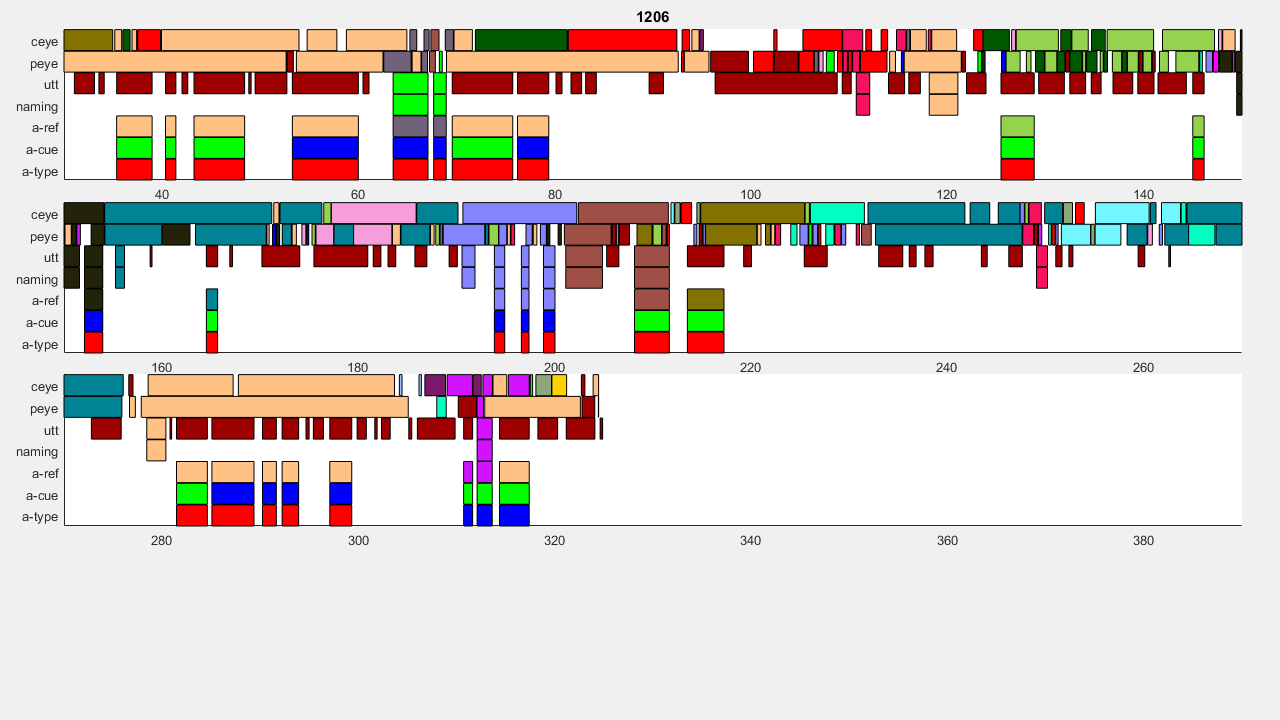 1206
ceye
peye
utt
naming
a-ref
a-cue
a-type
40 60 80 100 120 140
ceye
peye
utt
naming
a-ref
a-cue
a-type
160 180 200 220 240 260
ceye
peye
utt
naming
a-ref
a-cue
a-type
280 300 320 340 360 380